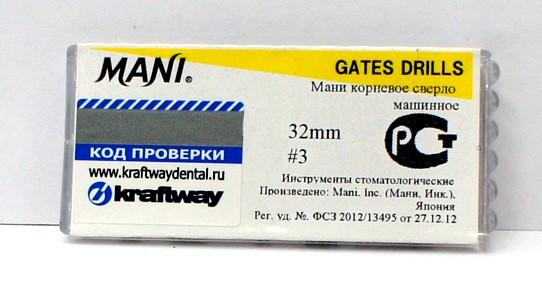 MANI®
GATES DRILLS
Мани корневое сверло
машинное
32mm
#3
РСТ
КОД ПРОВЕРКИ
www.kraftwaydental.ru
kraftway
Инструменты стоматологические
Произведено: Mani. Inc. (Мани, Инк.),
Япония
Рег. уд. №. ФСЗ 2012/13495 от 27.12.12